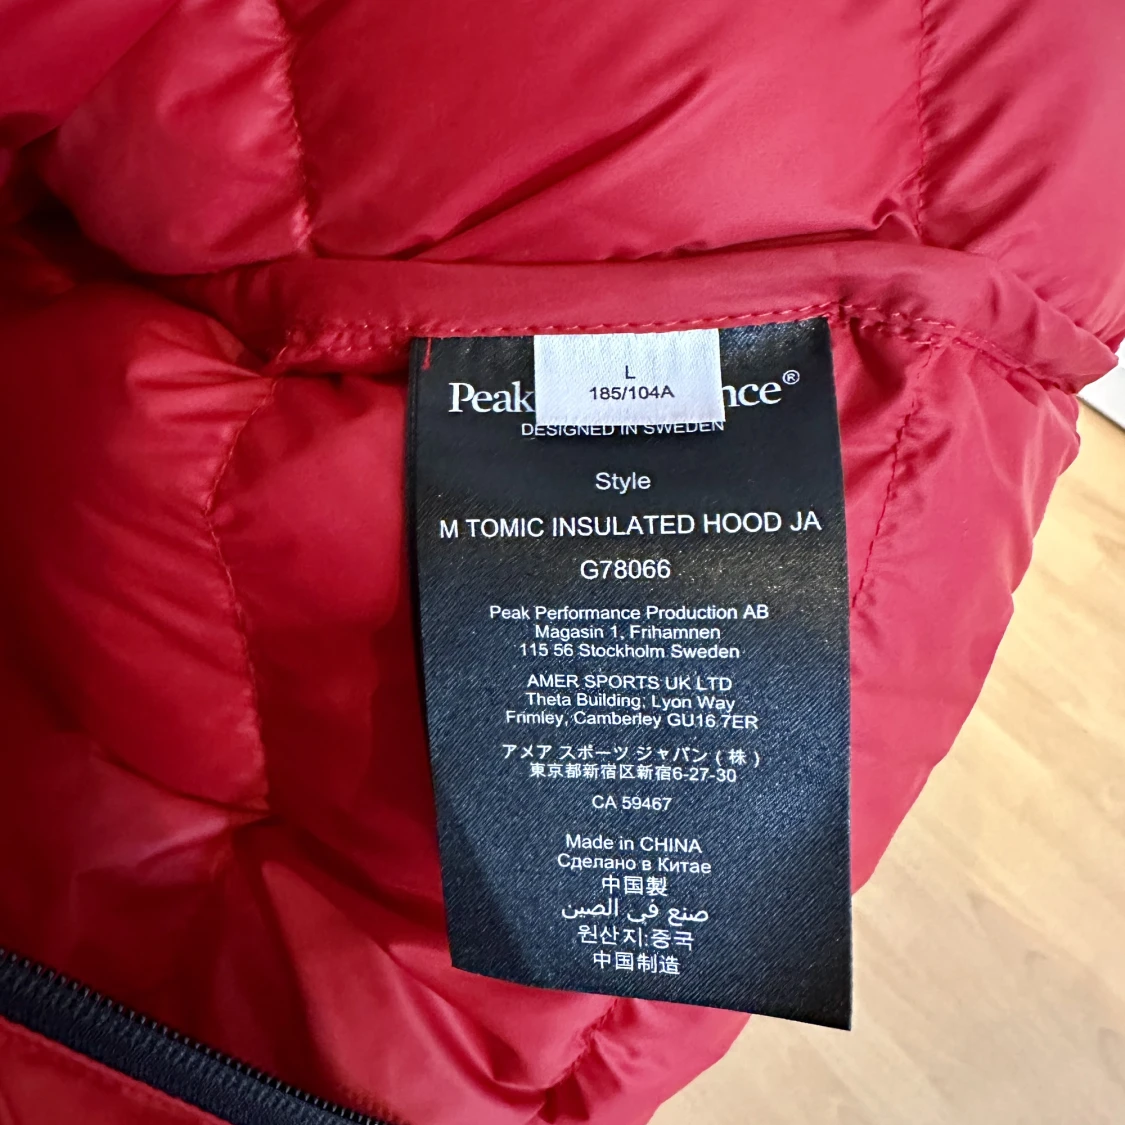 L
185/104A
Peak nce®
DESIGNED IN SWEDEN
Style
M TOMIC INSULATED HOOD JA
G78066
Peak Performance Production AB
Magasin 1, Frihamnen
115 56 Stockholm Sweden
AMER SPORTS UK LTD
Theta Building; Lyon Way
Frimley, Camberley GU16 7ER
アメア スポーツ ジャパン ( 株 )
東京都新宿区新宿6-27-30
CA 59467
Made in CHINA
Сделано в Китае
中国製
صنع في الصين
원산지:중국
中国制造